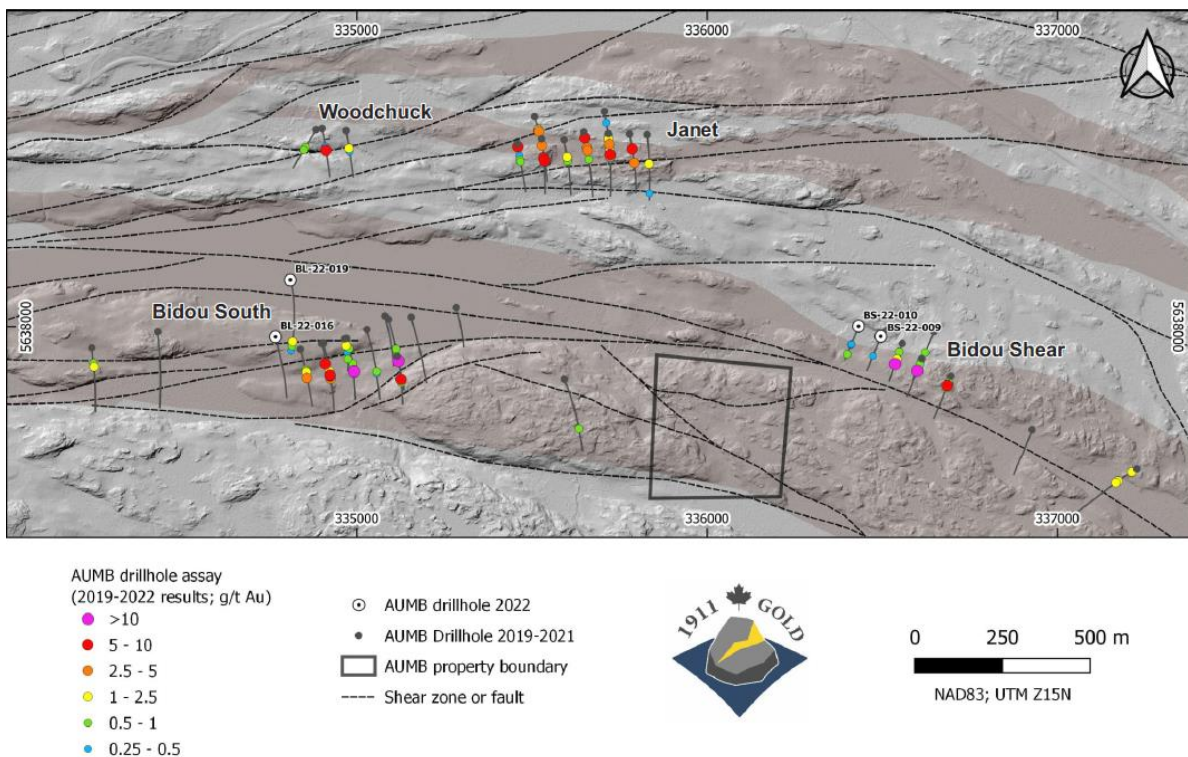 335000
336000
337000
Woodchuck
Janet
BL-22-019
Bidou South
BL-22-016
BS-22-010
BS-22-009
Bidou Shear
5638000
5638000
335000
336000
337000
AUMB drillhole assay
(2019-2022 results; g/t Au)
>10
5 - 10
2.5 - 5
1 - 2.5
0.5 - 1
0.25 - 0.5
AUMB drillhole 2022
AUMB Drillhole 2019-2021
AUMB property boundary
Shear zone or fault
1911 GOLD
0 250 500 m
NAD83; UTM Z15N